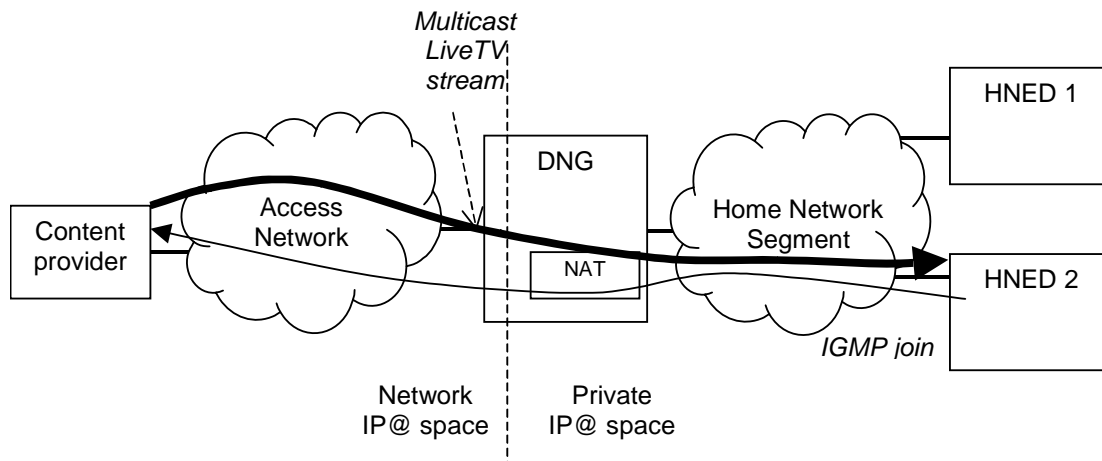 Multicast
LiveTV
stream
HNED 1
DNG
Access
Network
Home Network
Segment
Content
provider
NAT
HNED 2
IGMP join
Network
IP@ space
Private
IP@ space